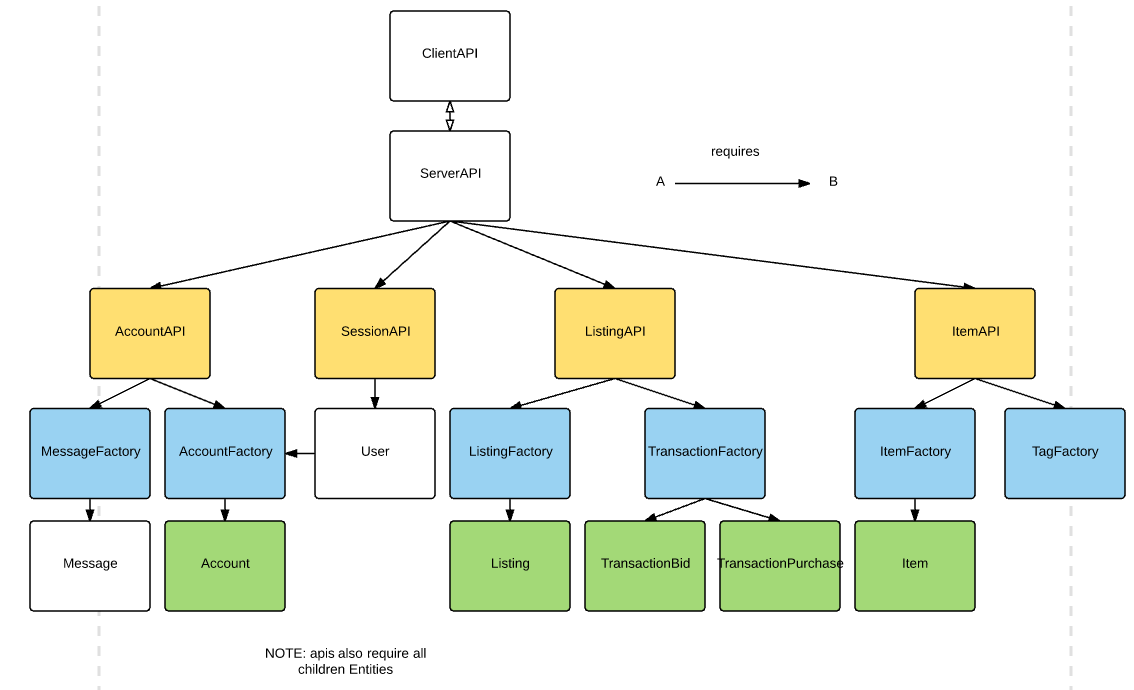 ClientAPI
requires
ServerAPI
A
B
AccountAPI
SessionAPI
ListingAPI
ItemAPI
MessageFactory
AccountFactory
User
ListingFactory
TransactionFactory
ItemFactory
TagFactory
Message
Account
Listing
TransactionBid
TransactionPurchase
Item
NOTE: apis also require all
children Entities